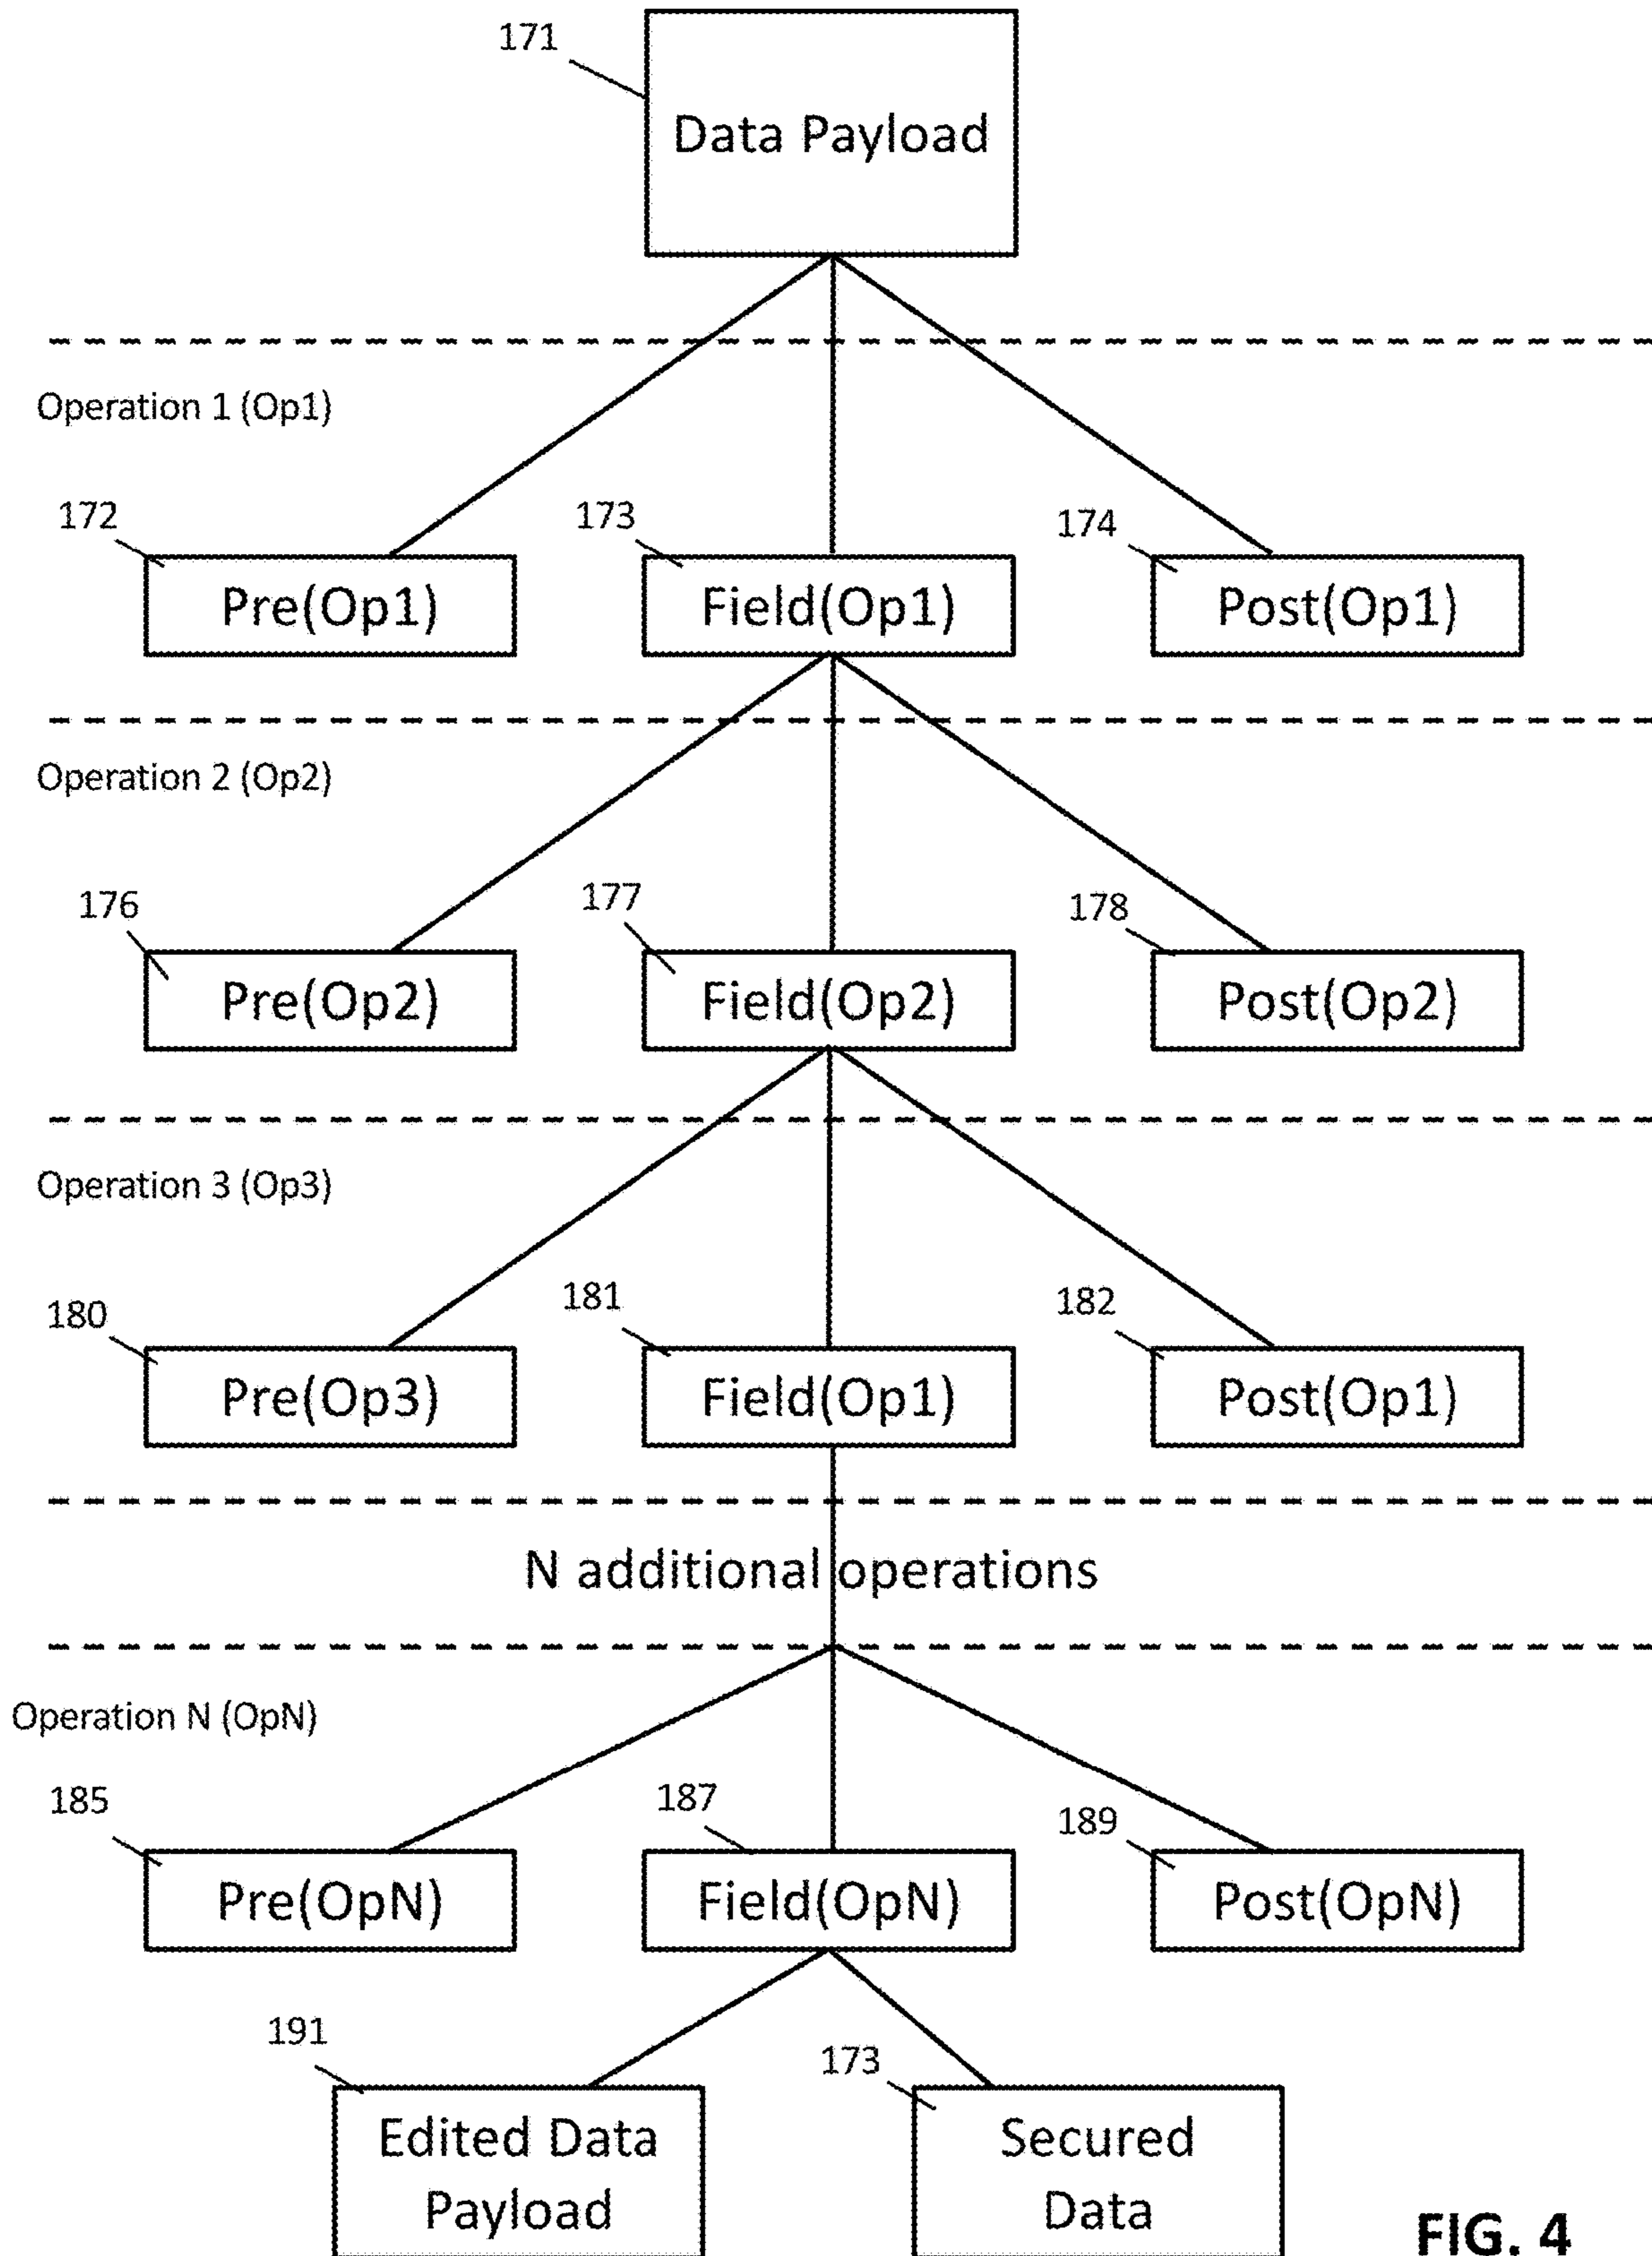 171
Data Payload
Operation 1 (Op1)
172
173
174
Pre(Op1)
Field(Op1)
Post(Op1)
Operation 2 (Op2)
176
177
178
Pre(Op2)
Field(Op2)
Post(Op2)
Operation 3 (Op3)
180
181
182
Pre(Op3)
Field(Op1)
Post(Op1)
N additional operations
Operation N (OpN)
185
187
189
Pre(OpN)
Field(OpN)
Post(OpN)
191
173
Edited Data
Payload
Secured
Data
FIG. 4